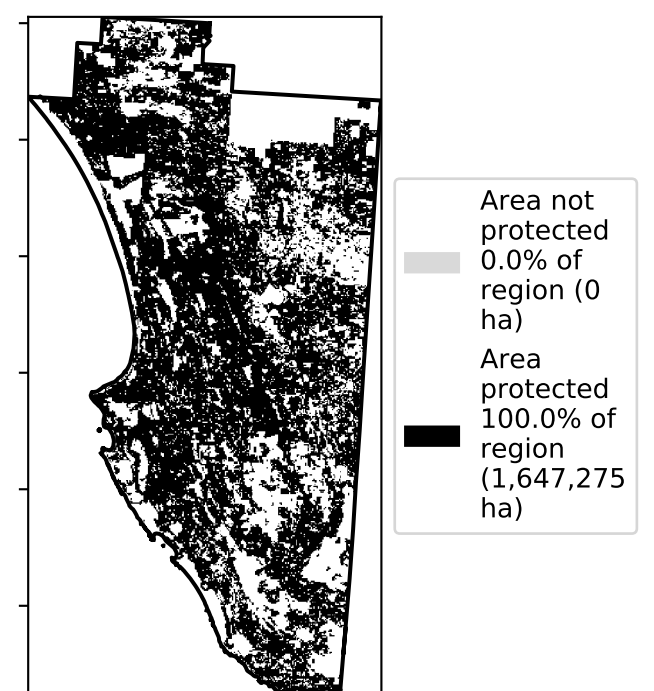 Area not
protected
0.0% of
region (0
ha)
Area
protected
100.0% of
region
(1,647,275
ha)